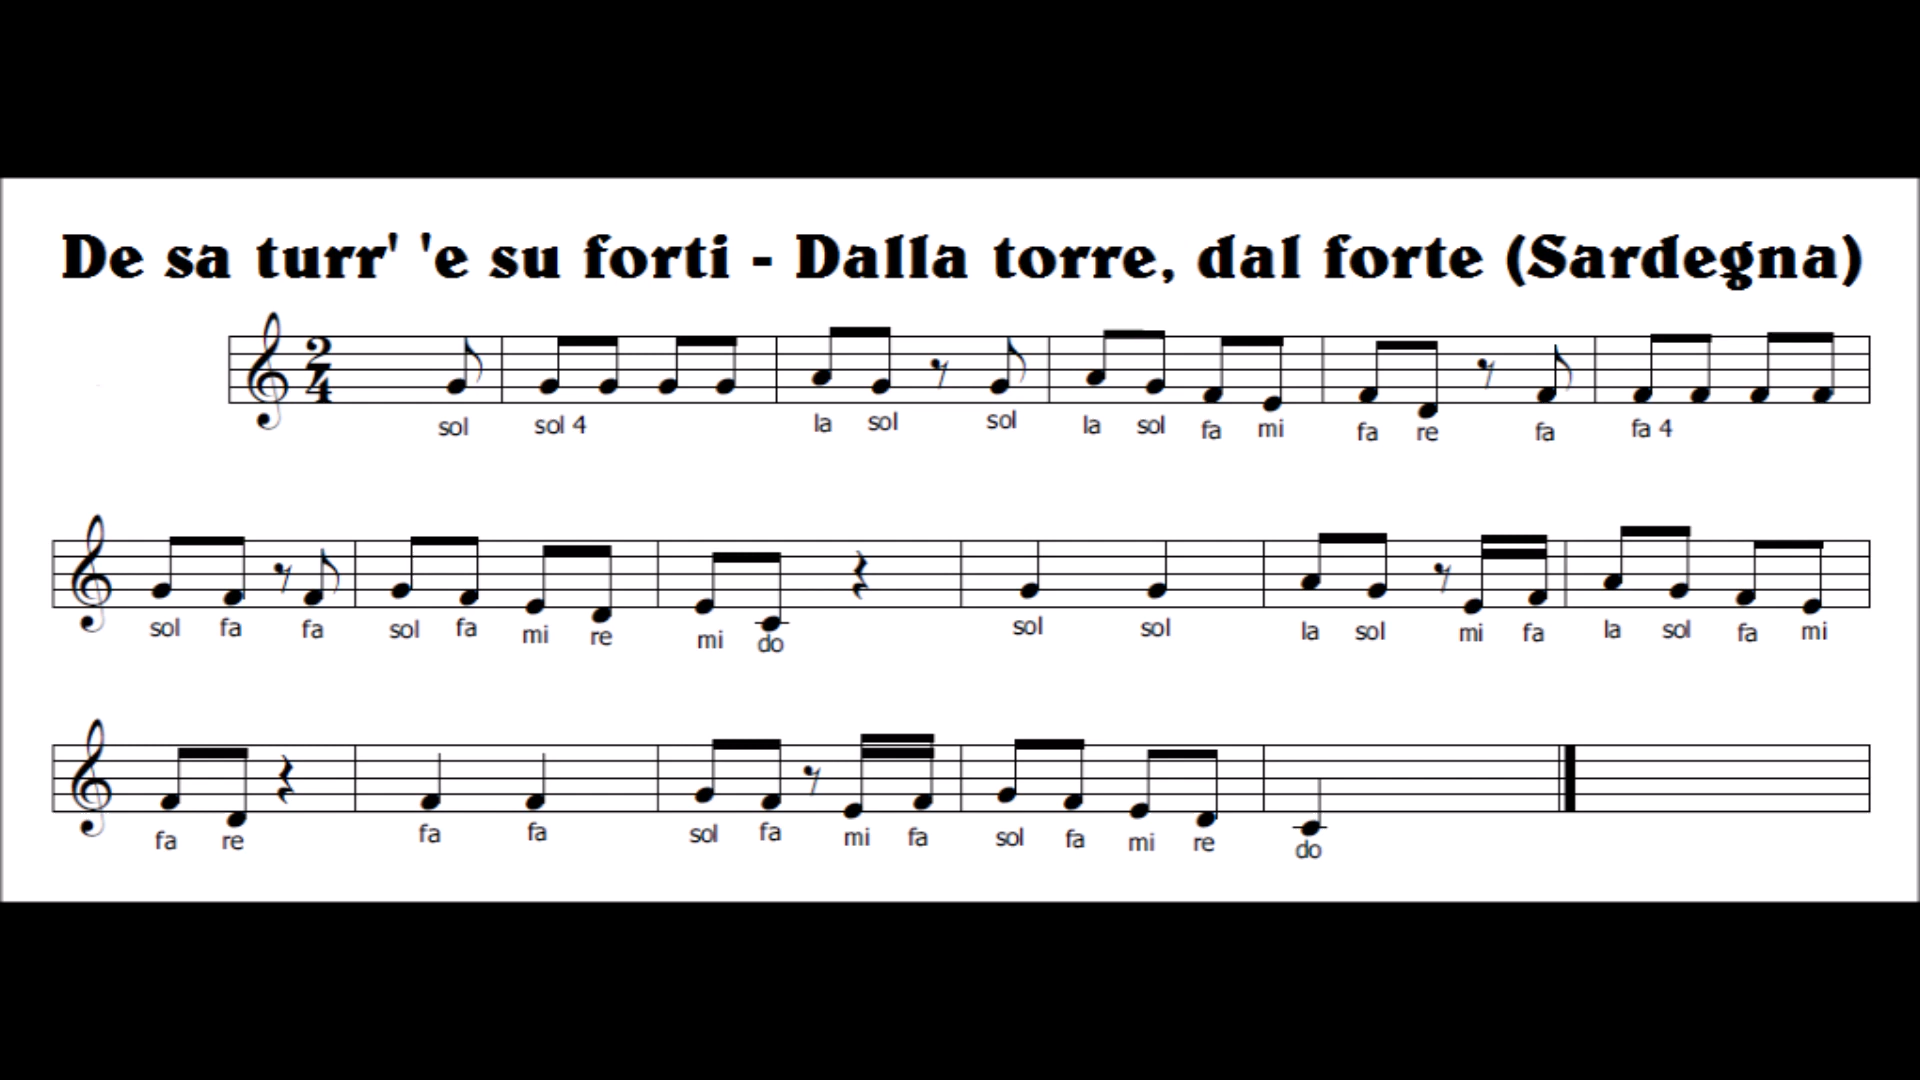 De sa turr' 'e su forti - Dalla torre, dal forte (Sardegna)
2
4
sol sol 4 la sol sol la sol fa mi fa re fa fa 4
sol fa fa sol fa mi re mi do sol sol la sol mi fa la sol fa mi
fa re fa fa sol fa mi fa sol fa mi re do